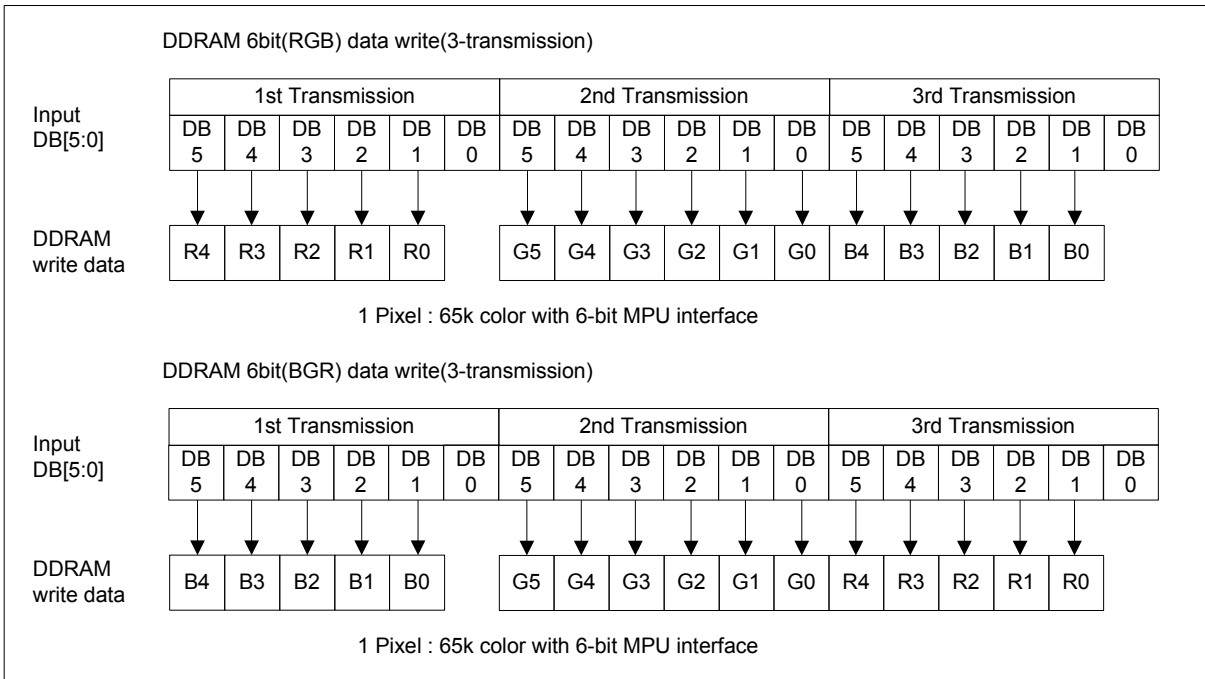 DDRAM 6bit(RGB) data write(3-transmission)
1st Transmission 2nd Transmission 3rd Transmission
Input
DB[5:0]
DB DB DB DB DB DB DB DB DB DB DB DB DB DB DB DB DB DB
5 4 3 2 1 0 5 4 3 2 1 0 5 4 3 2 1 0
DDRAM
write data
R4 R3 R2 R1 R0 G5 G4 G3 G2 G1 G0 B4 B3 B2 B1 B0
1 Pixel : 65k color with 6-bit MPU interface
DDRAM 6bit(BGR) data write(3-transmission)
1st Transmission 2nd Transmission 3rd Transmission
Input
DB[5:0]
DB DB DB DB DB DB DB DB DB DB DB DB DB DB DB DB DB DB
5 4 3 2 1 0 5 4 3 2 1 0 5 4 3 2 1 0
DDRAM
write data
B4 B3 B2 B1 B0 G5 G4 G3 G2 G1 G0 R4 R3 R2 R1 R0
1 Pixel : 65k color with 6-bit MPU interface